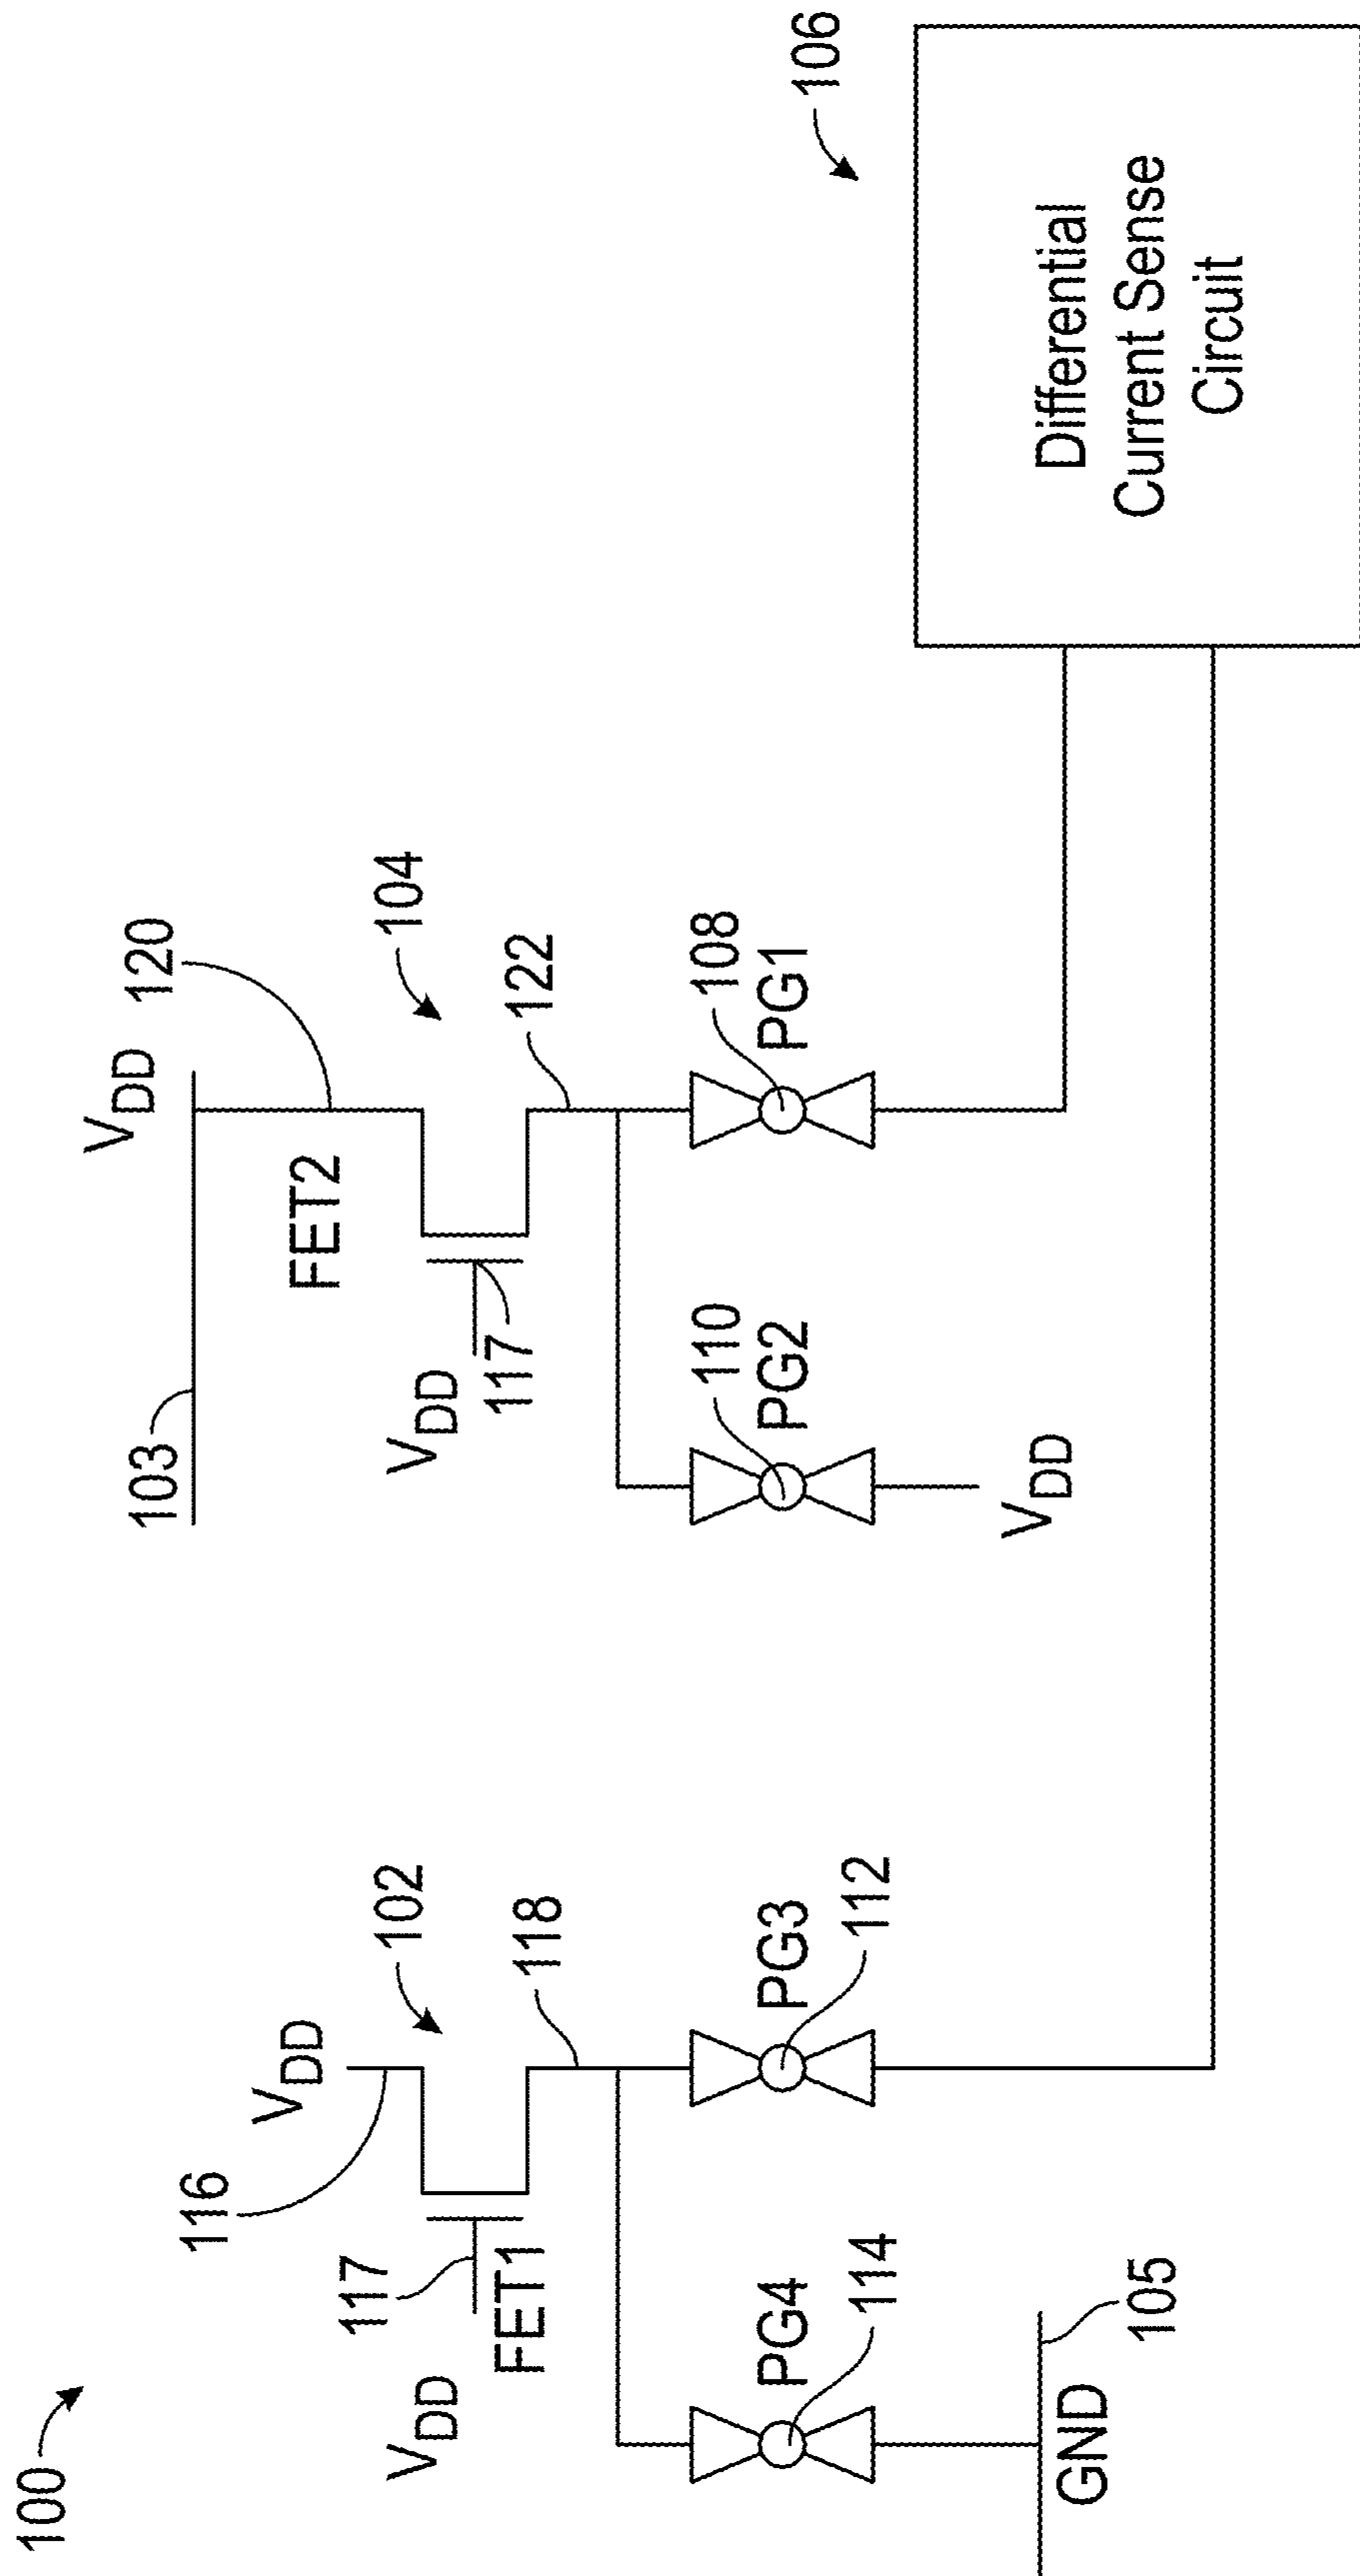 100
116
V_DD
117
V_DD
FET1
102
118
PG4
114
PG3
112
GND
105
103
V_DD
120
FET2
104
V_DD
117
122
110
PG2
108
PG1
V_DD
106
Differential
Current Sense
Circuit